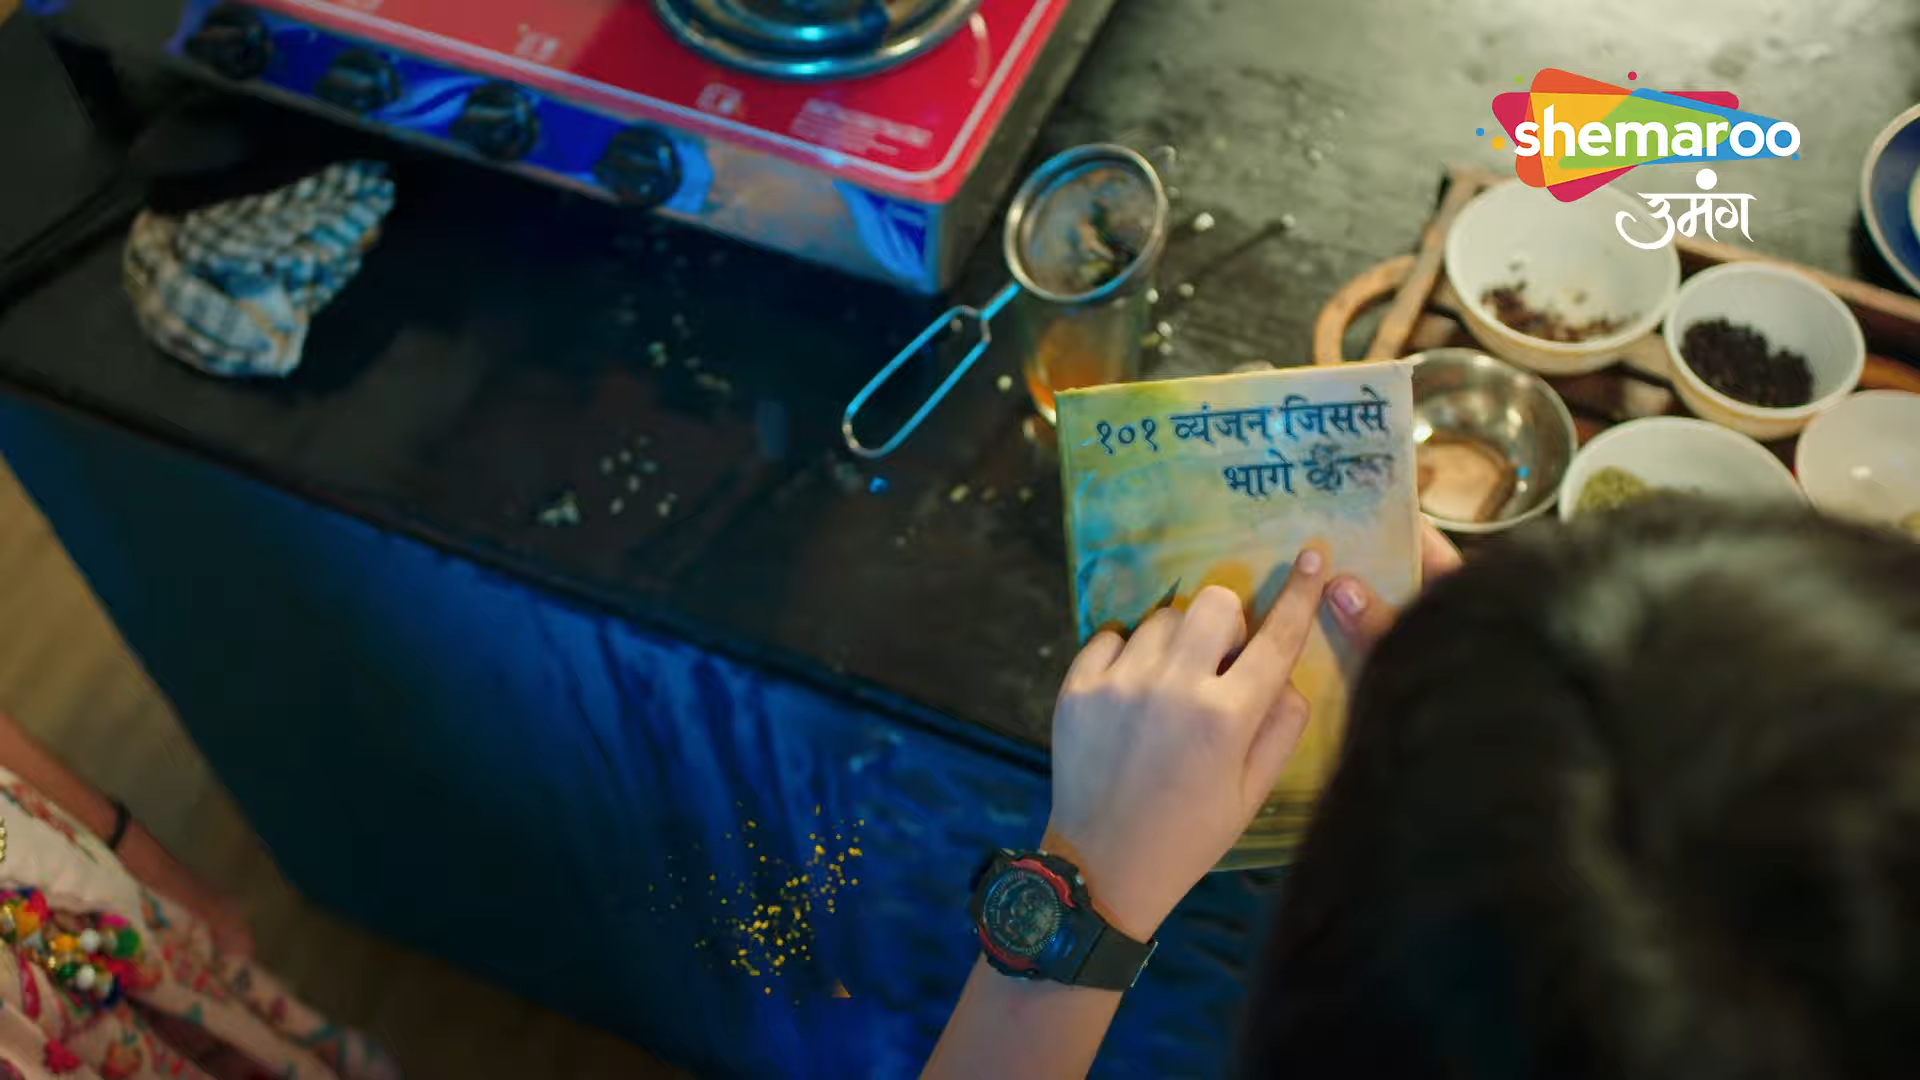 shemaroo
उमंग
१०१ व्यंजन जिससे
भागे